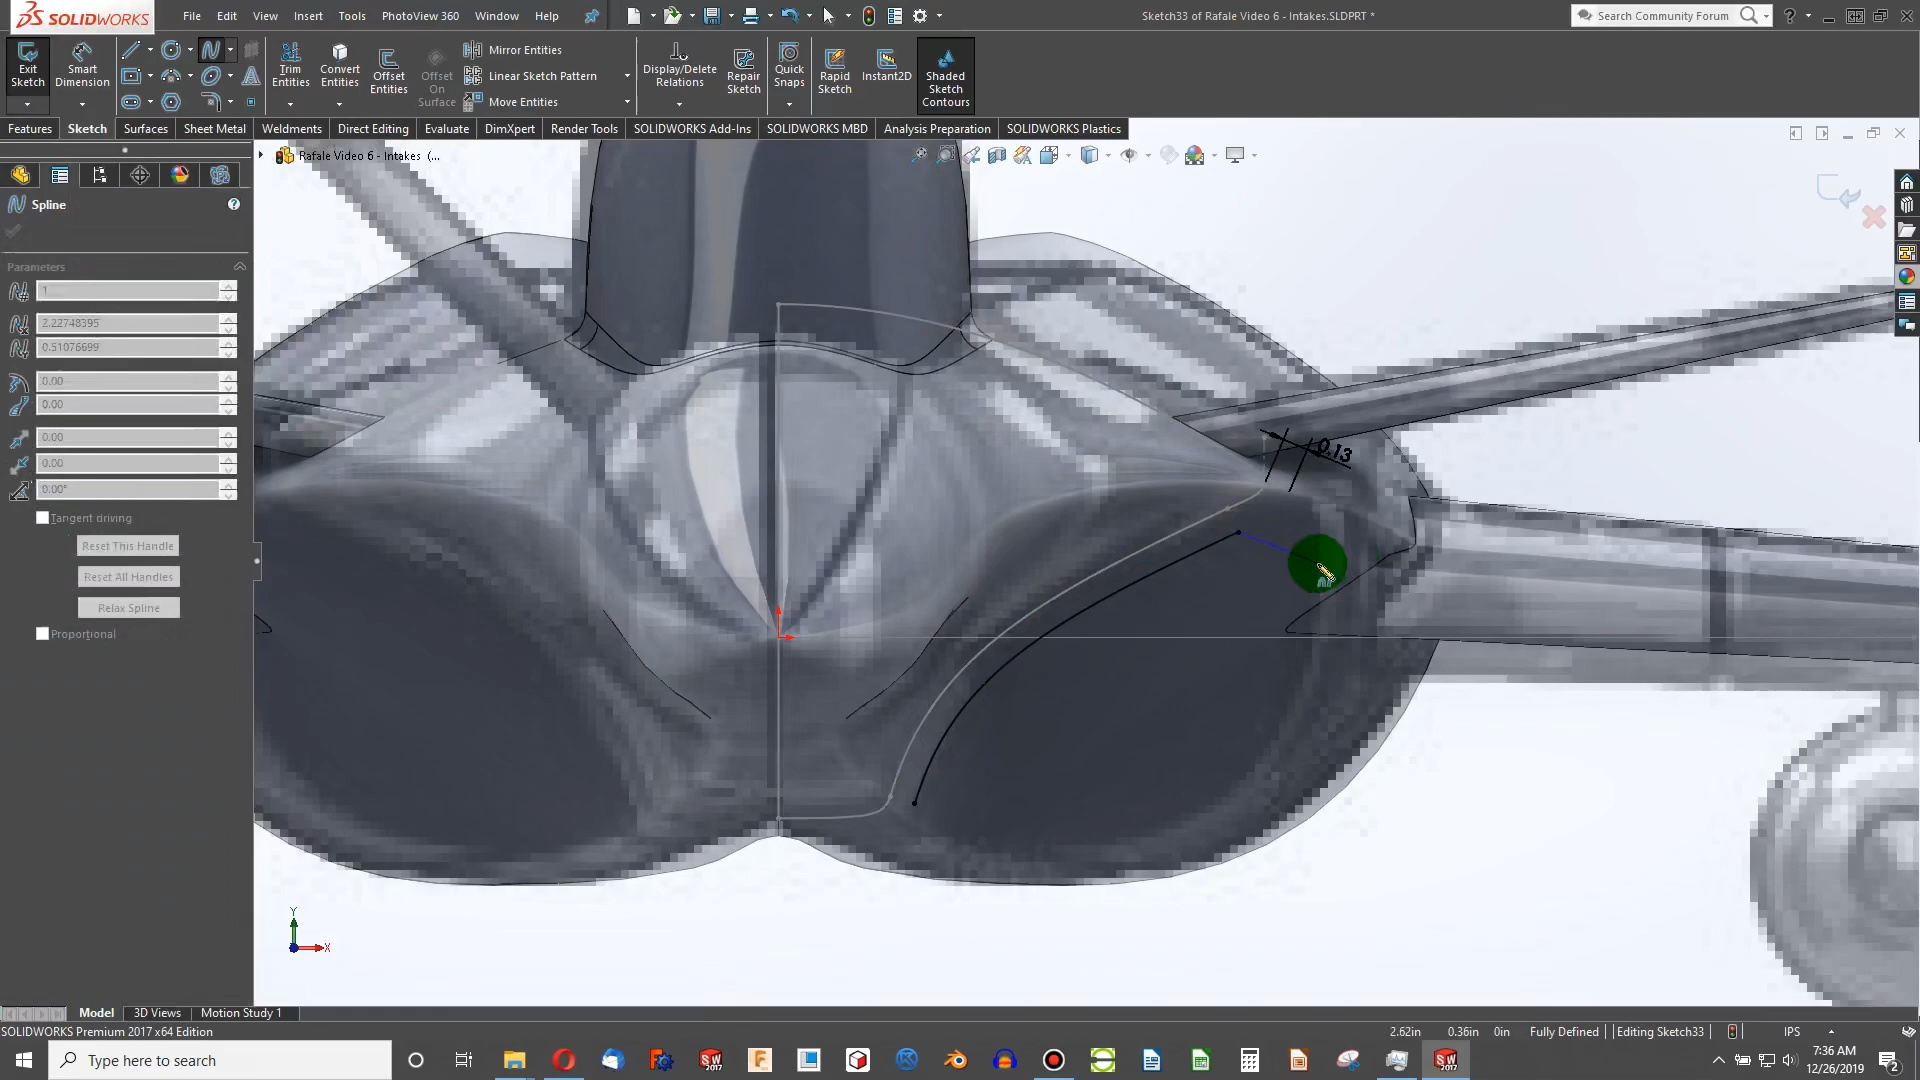 SOLIDWORKS
File Edit View Insert Tools PhotoView 360 Window Help
Sketch33 of Rafale Video 6 - Intakes.SLDPRT *
Search Community Forum
Exit Sketch
Smart Dimension
Trim Entities
Convert Entities
Offset Entities
Offset On Surface
Mirror Entities
Linear Sketch Pattern
Move Entities
Display/Delete Relations
Repair Sketch
Quick Snaps
Rapid Sketch
Instant2D
Shaded Sketch Contours
Features Sketch Surfaces Sheet Metal Weldments Direct Editing Evaluate DimXpert Render Tools SOLIDWORKS Add-Ins SOLIDWORKS MBD Analysis Preparation SOLIDWORKS Plastics
Rafale Video 6 - Intakes (...
Spline
Parameters
1
2.22748395
0.51076699
0.00
0.00
0.00
0.00
0.00°
Tangent driving
Reset This Handle
Reset All Handles
Relax Spline
Proportional
0.13
Y
X
Model 3D Views Motion Study 1
SOLIDWORKS Premium 2017 x64 Edition
2.62in 0.36in 0in Fully Defined Editing Sketch33 IPS
Type here to search
7:36 AM
12/26/2019
2